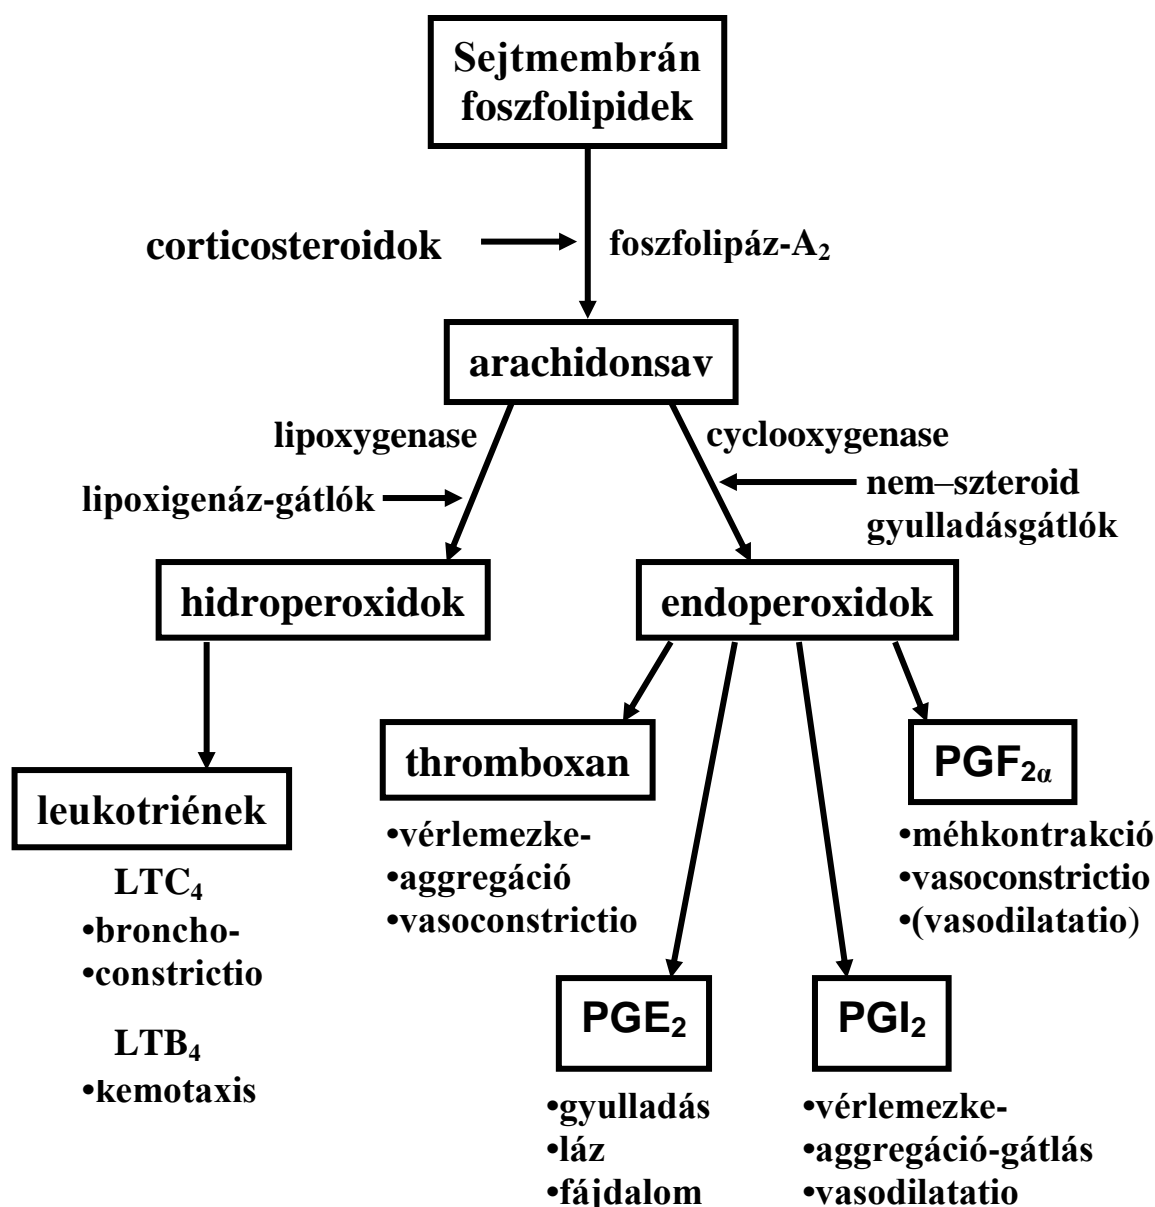 Sejtmembrán
foszfolipidek
corticosteroidok
foszfolipáz-A₂
arachidonsav
lipoxygenase
cyclooxygenase
lipoxigenáz-gátlók
nem–szteroid
gyulladásgátlók
hidroperoxidok
endoperoxidok
leukotriének
LTC₄
•broncho-
•constrictio
LTB₄
•kemotaxis
thromboxan
•vérlemezke-
•aggregáció
•vasoconstrictio
PGF₂α
•méhkontrakció
•vasoconstrictio
•(vasodilatatio)
PGE₂
•gyulladás
•láz
•fájdalom
PGI₂
•vérlemezke-
•aggregáció-gátlás
•vasodilatatio